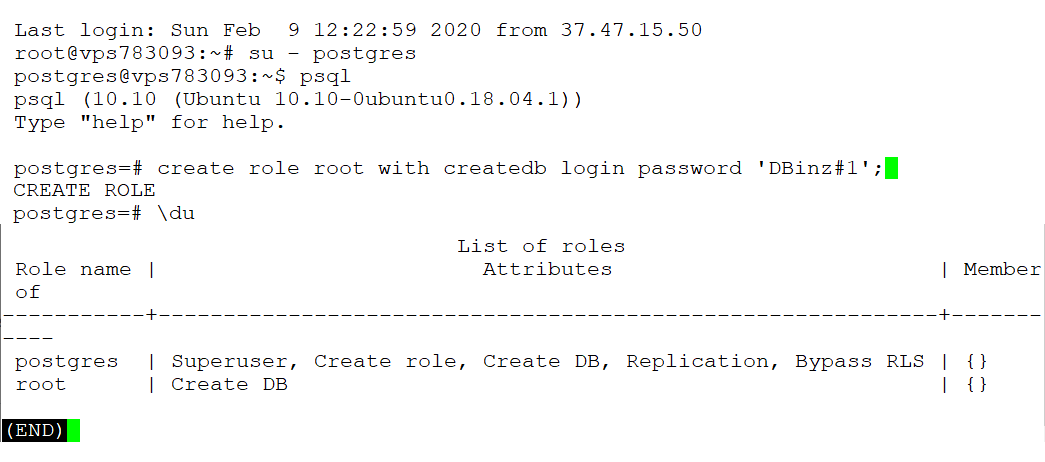 Last login: Sun Feb  9 12:22:59 2020 from 37.47.15.50
root@vps783093:~# su - postgres
postgres@vps783093:~$ psql
psql (10.10 (Ubuntu 10.10-0ubuntu0.18.04.1))
Type "help" for help.
postgres=# create role root with createdb login password 'DBinz#1';
CREATE ROLE
postgres=# \du
List of roles
Role name |                         Attributes                         | Member
of
-----------+------------------------------------------------------------+-------
----
postgres  | Superuser, Create role, Create DB, Replication, Bypass RLS | {}
root      | Create DB                                                  | {}
(END)